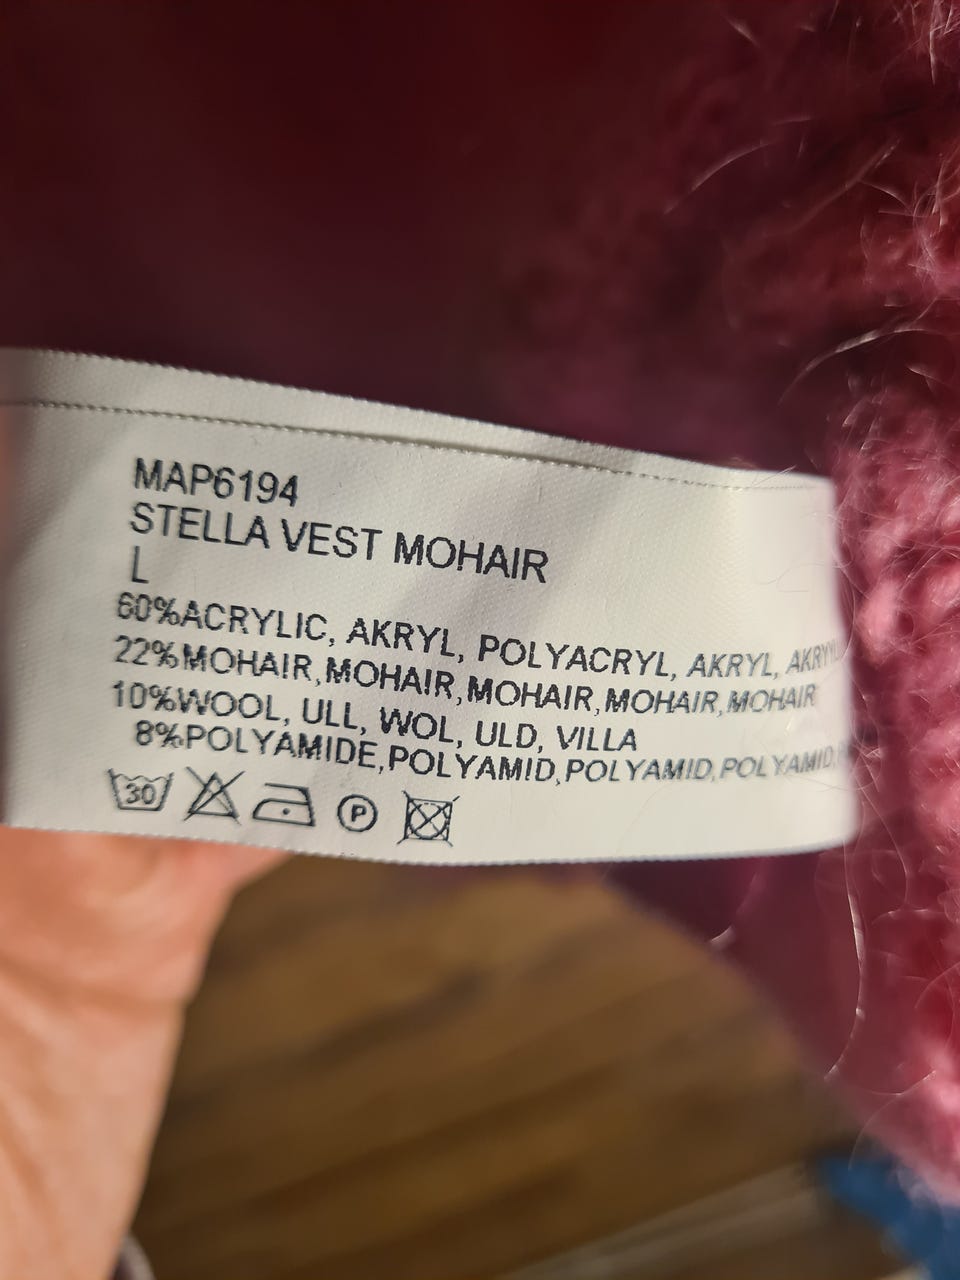 MAP6194
STELLA VEST MOHAIR
L
60%ACRYLIC, AKRYL, POLYACRYL, AKRYL,
22%MOHAIR,MOHAIR,MOHAIR,MOHAIR,MOHAIR
10%WOOL, ULL, WOL, ULD, VILLA
8%POLYAMIDE,POLYAMID,POLYAMID,POLYAMID,
30 P